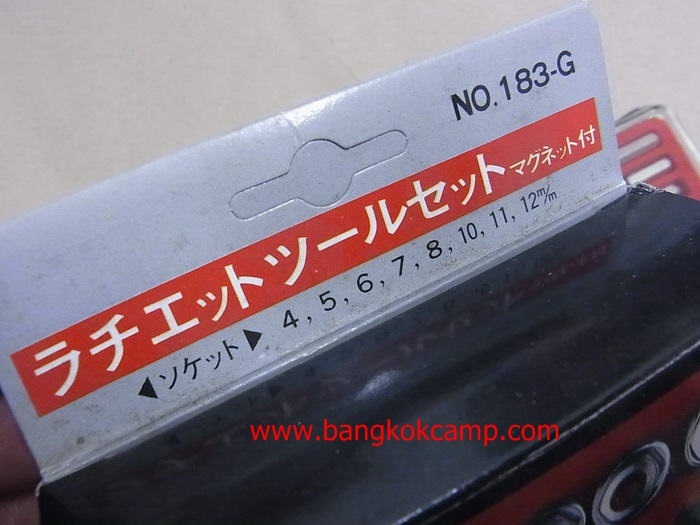 NO.183-G
ラチエットツールセット マグネット付
◀ソケット▶ 4, 5, 6, 7, 8, 10, 11, 12m/m
www.bangkokcamp.com